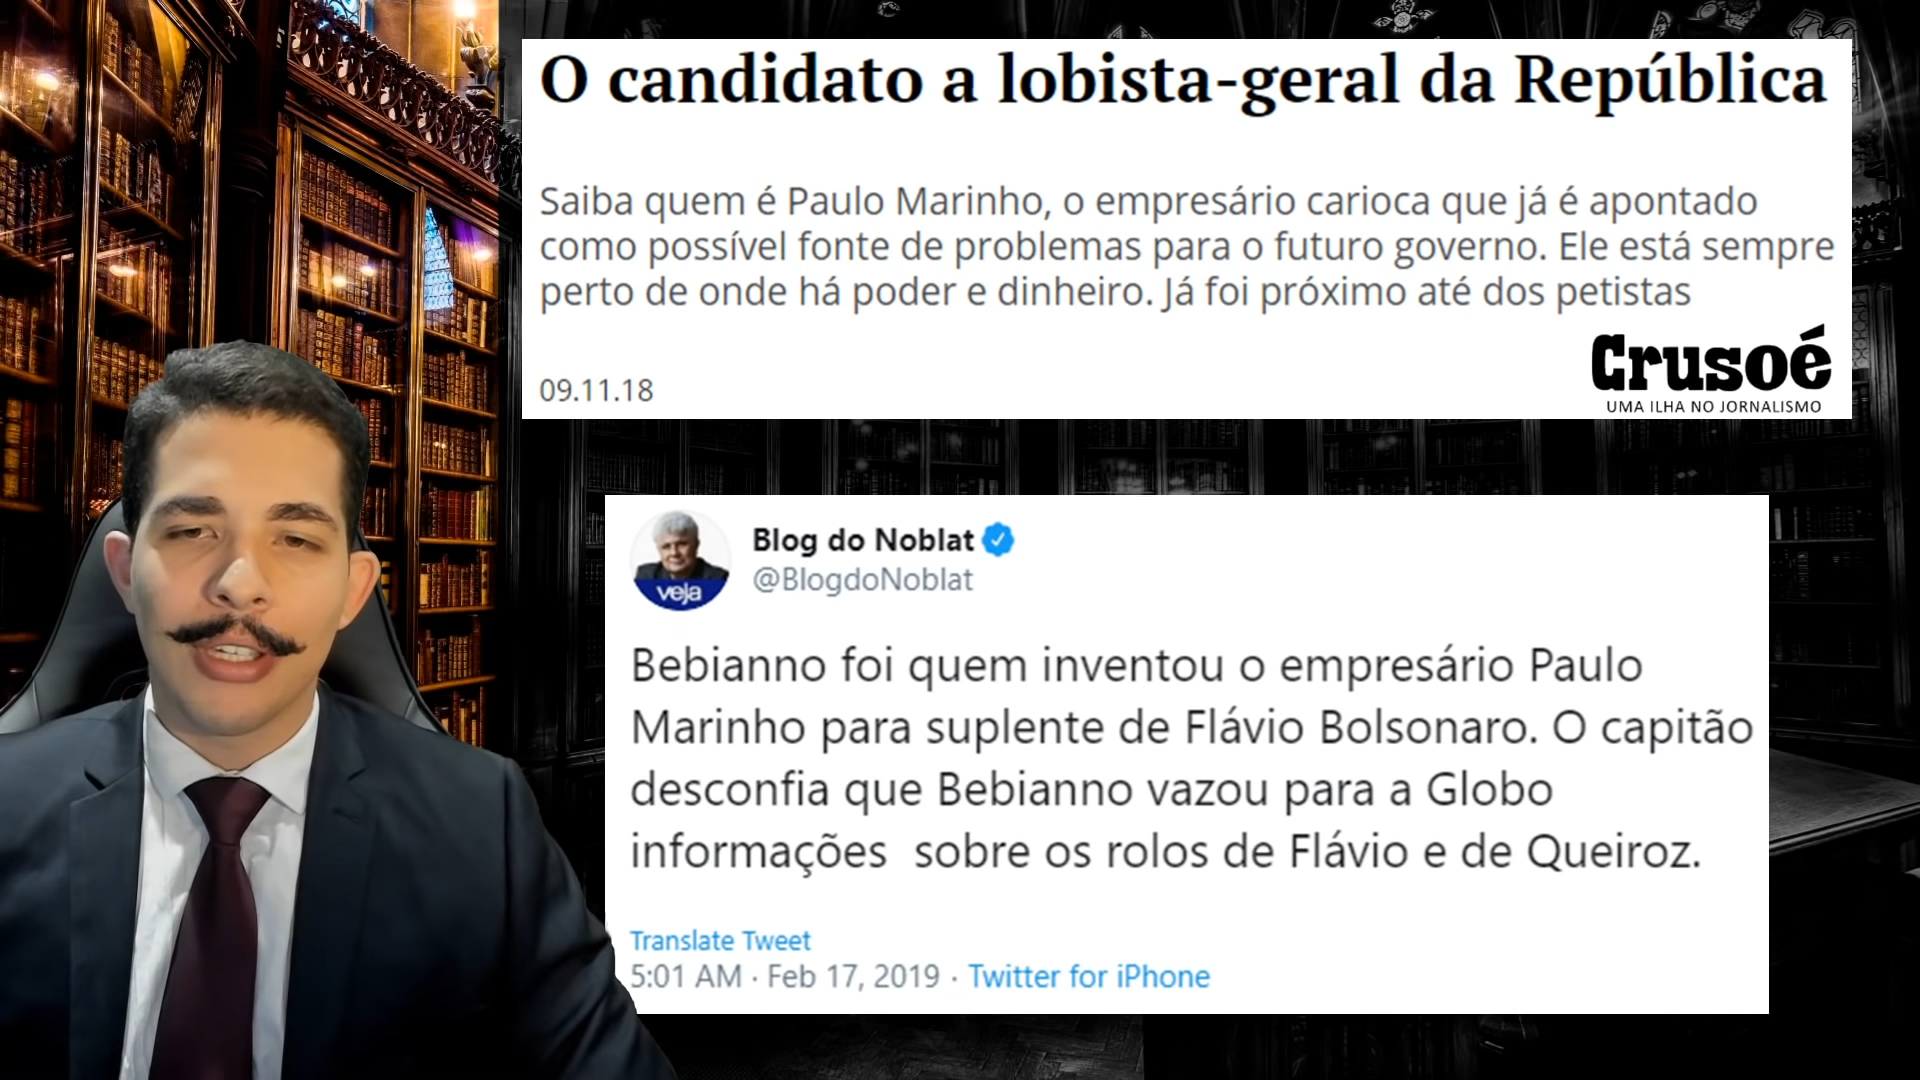 O candidato a lobista-geral da República
Saiba quem é Paulo Marinho, o empresário carioca que já é apontado
como possível fonte de problemas para o futuro governo. Ele está sempre
perto de onde há poder e dinheiro. Já foi próximo até dos petistas
09.11.18
Crusoé
UMA ILHA NO JORNALISMO
Blog do Noblat
@BlogdoNoblat
veja
Bebianno foi quem inventou o empresário Paulo
Marinho para suplente de Flávio Bolsonaro. O capitão
desconfia que Bebianno vazou para a Globo
informações  sobre os rolos de Flávio e de Queiroz.
Translate Tweet
5:01 AM · Feb 17, 2019 · Twitter for iPhone